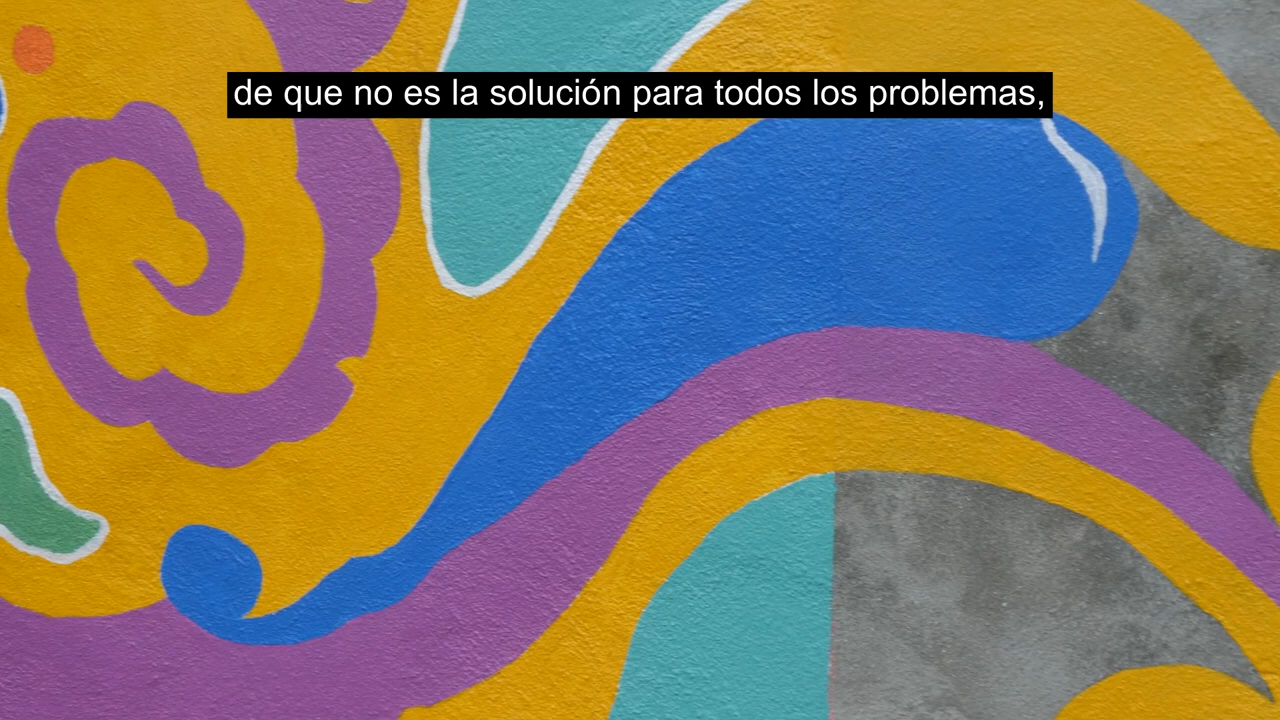 de que no es la solución para todos los problemas,